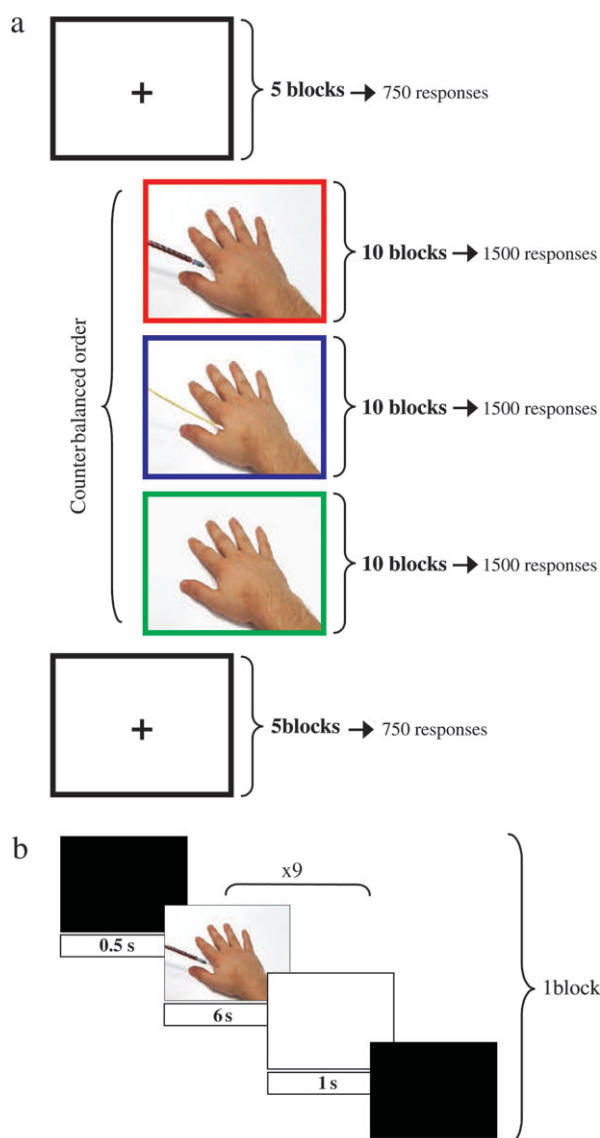 a
5 blocks → 750 responses
10 blocks → 1500 responses
Counterbalanced order
10 blocks → 1500 responses
10 blocks → 1500 responses
5blocks → 750 responses
b
x9
0.5 s
6 s
1block
1 s